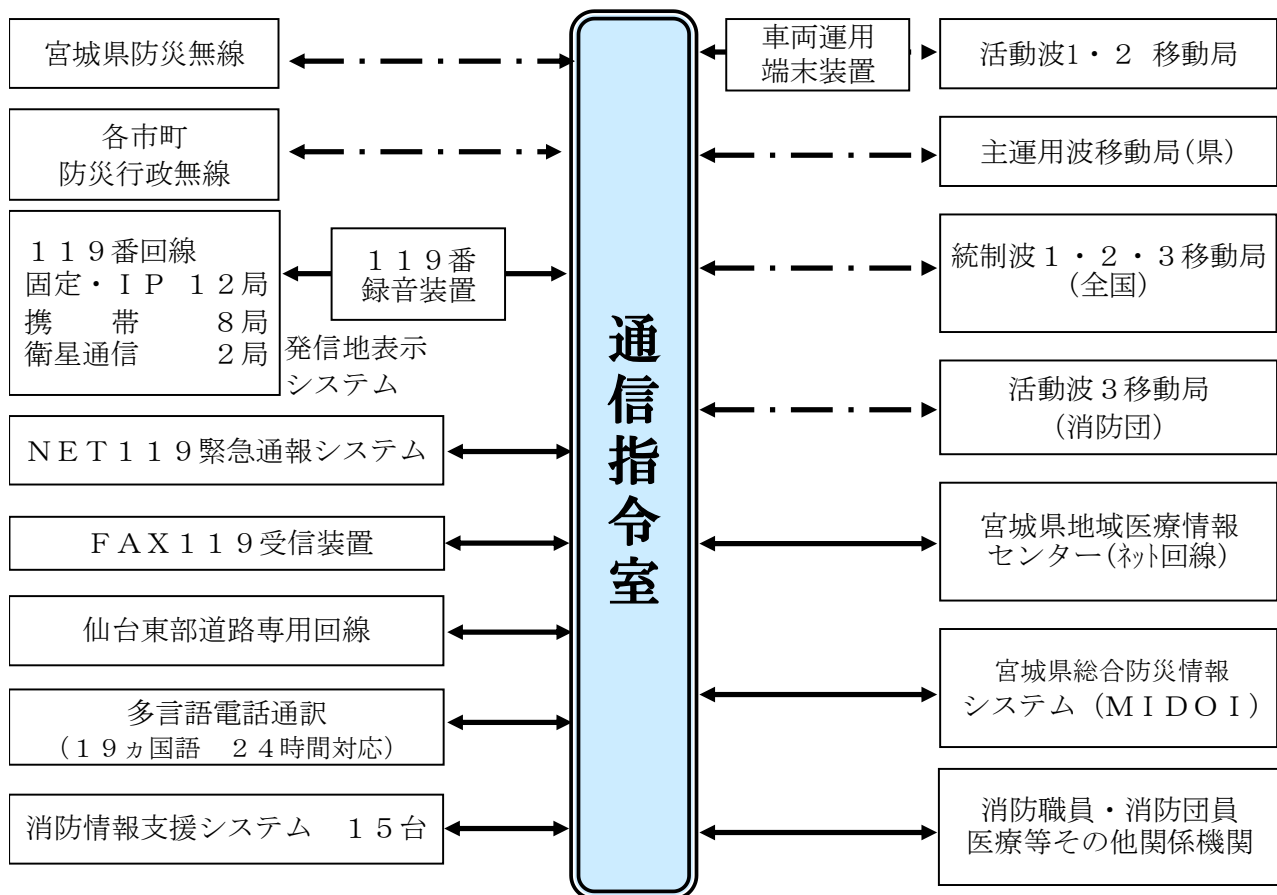 宮城県防災無線
各市町
防災行政無線
119番回線
固定・IP 12局
携　　帯　　8局
衛星通信　　2局
発信地表示
システム
119番
録音装置
NET119緊急通報システム
FAX119受信装置
仙台東部道路専用回線
多言語電話通訳
(19ヵ国語　24時間対応)
消防情報支援システム　15台
通信指令室
車両運用
端末装置
活動波1・2 移動局
主運用波移動局(県)
統制波1・2・3移動局
(全国)
活動波3移動局
(消防団)
宮城県地域医療情報
センター(ﾈｯﾄ回線)
宮城県総合防災情報
システム(MIDOI)
消防職員・消防団員
医療等その他関係機関